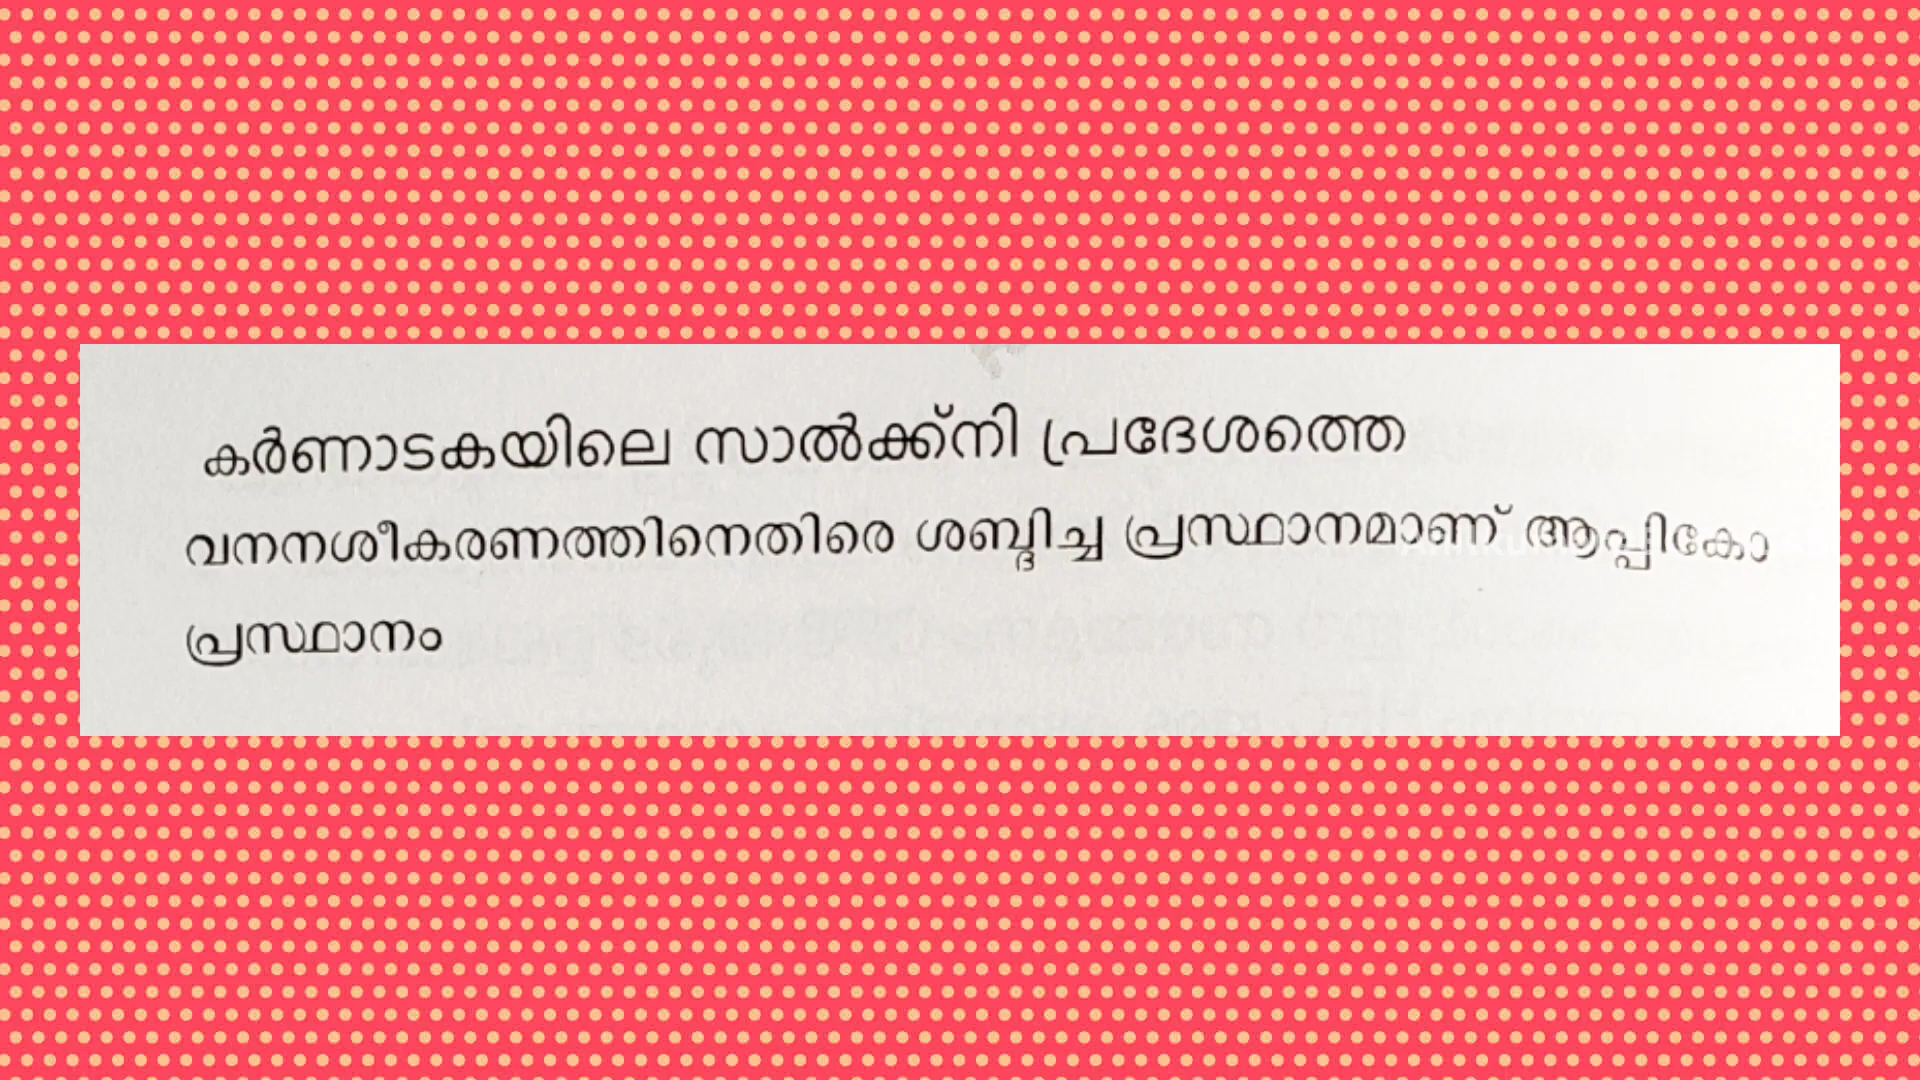 കർണാടകയിലെ സാൽക്ക്നി പ്രദേശത്തെ
വനനശീകരണത്തിനെതിരെ ശബ്ദിച്ച പ്രസ്ഥാനമാണ് ആപ്പികോ
പ്രസ്ഥാനം